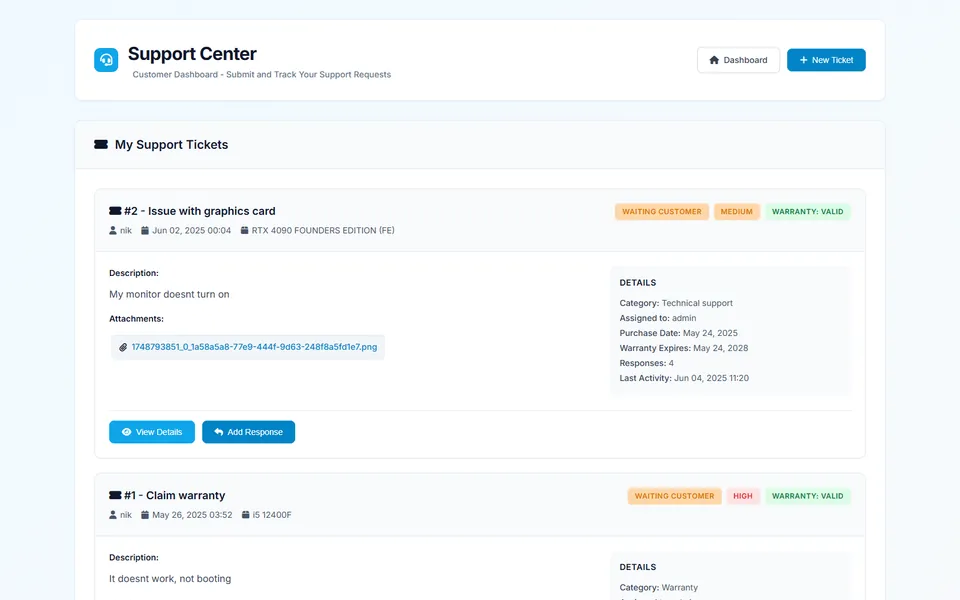 Support Center
Customer Dashboard - Submit and Track Your Support Requests
Dashboard
+ New Ticket
My Support Tickets
#2 - Issue with graphics card
WAITING CUSTOMER MEDIUM WARRANTY: VALID
nik Jun 02, 2025 00:04 RTX 4090 FOUNDERS EDITION (FE)
Description:
My monitor doesnt turn on
Attachments:
1748793851_0_1a58a5a8-77e9-444f-9d63-248f8a5fd1e7.png
DETAILS
Category: Technical support
Assigned to: admin
Purchase Date: May 24, 2025
Warranty Expires: May 24, 2028
Responses: 4
Last Activity: Jun 04, 2025 11:20
View Details
Add Response
#1 - Claim warranty
WAITING CUSTOMER HIGH WARRANTY: VALID
nik May 26, 2025 03:52 i5 12400F
Description:
It doesnt work, not booting
DETAILS
Category: Warranty